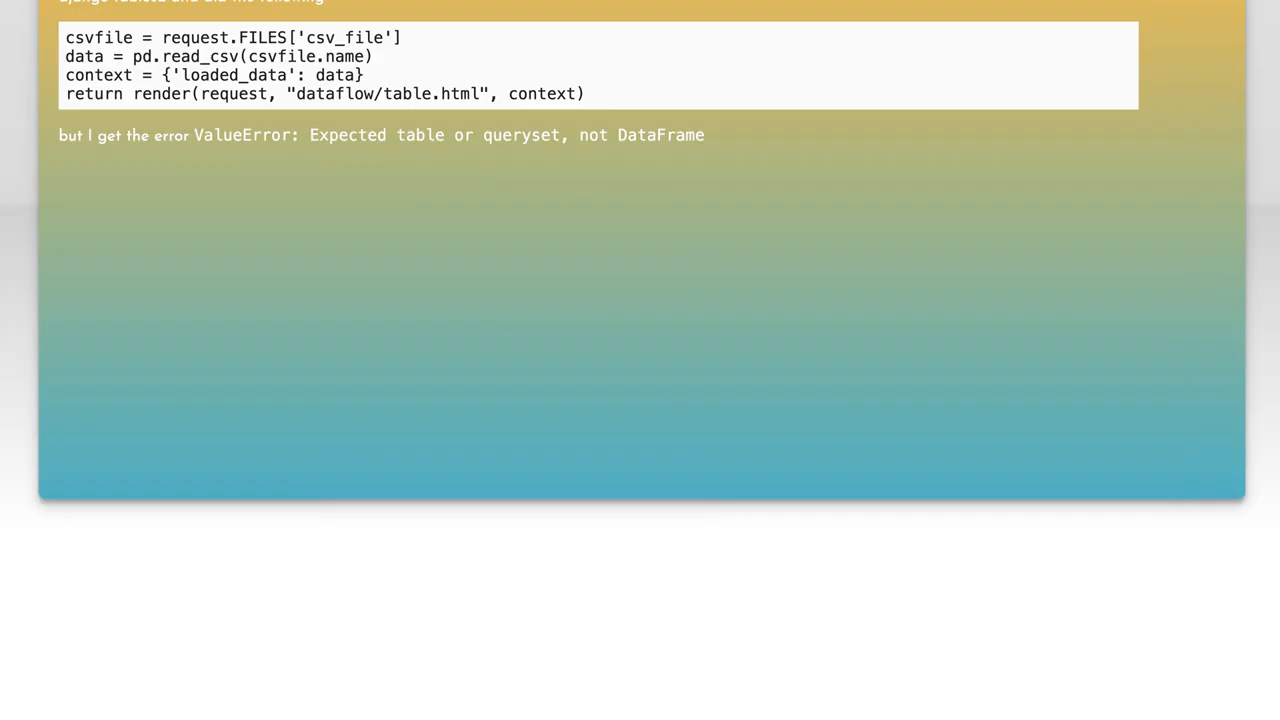 csvfile = request.FILES['csv_file']
data = pd.read_csv(csvfile.name)
context = {'loaded_data': data}
return render(request, "dataflow/table.html", context)
but I get the error ValueError: Expected table or queryset, not DataFrame